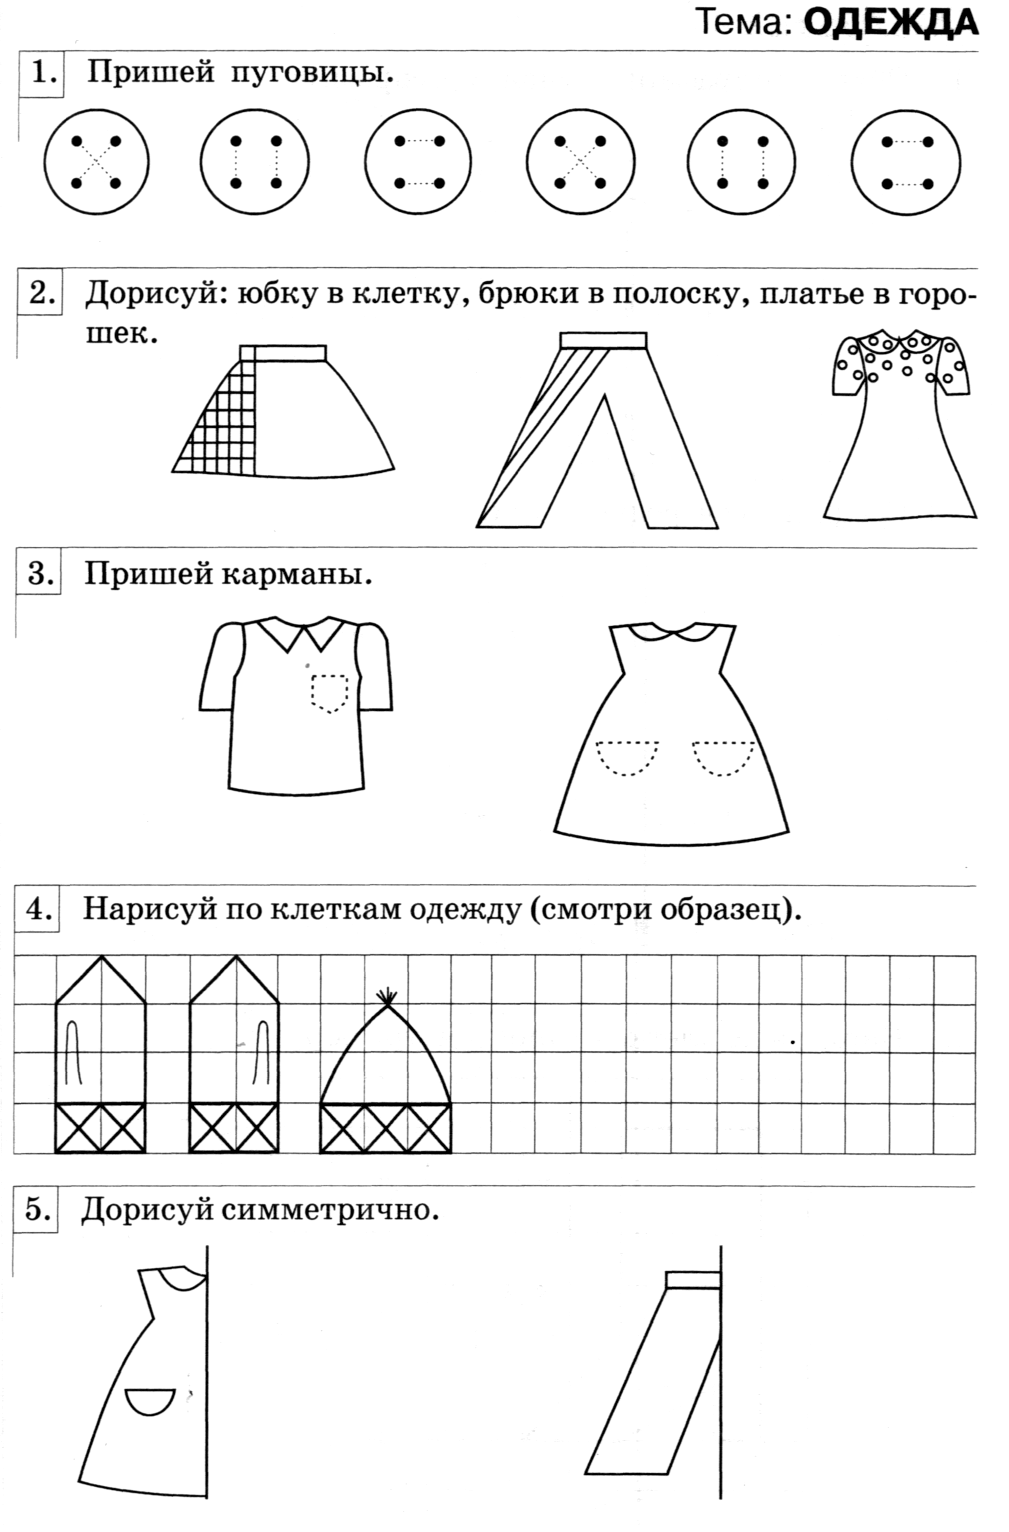 Тема: ОДЕЖДА
1. Пришей пуговицы.
2. Дорисуй: юбку в клетку, брюки в полоску, платье в горо-
шек.
3. Пришей карманы.
4. Нарисуй по клеткам одежду (смотри образец).
5. Дорисуй симметрично.